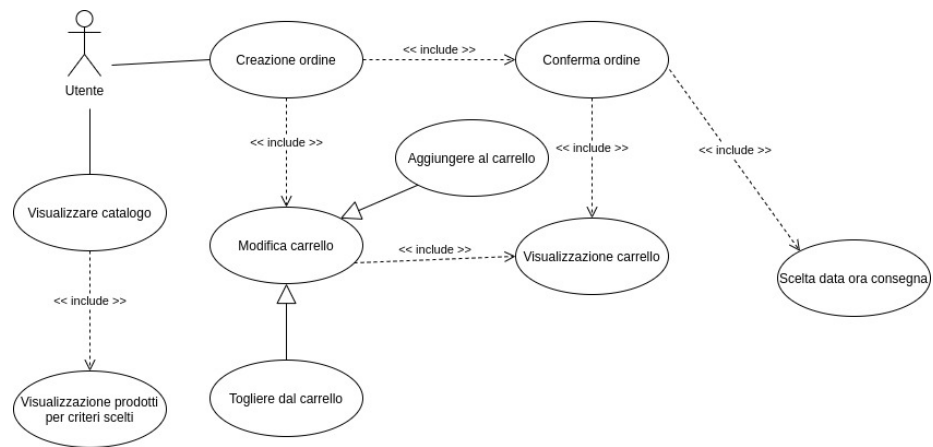 Utente
Creazione ordine
<< include >>
Conferma ordine
<< include >>
<< include >>
<< include >>
Aggiungere al carrello
Visualizzare catalogo
Modifica carrello
<< include >>
Visualizzazione carrello
Scelta data ora consegna
<< include >>
Visualizzazione prodotti
per criteri scelti
Togliere dal carrello